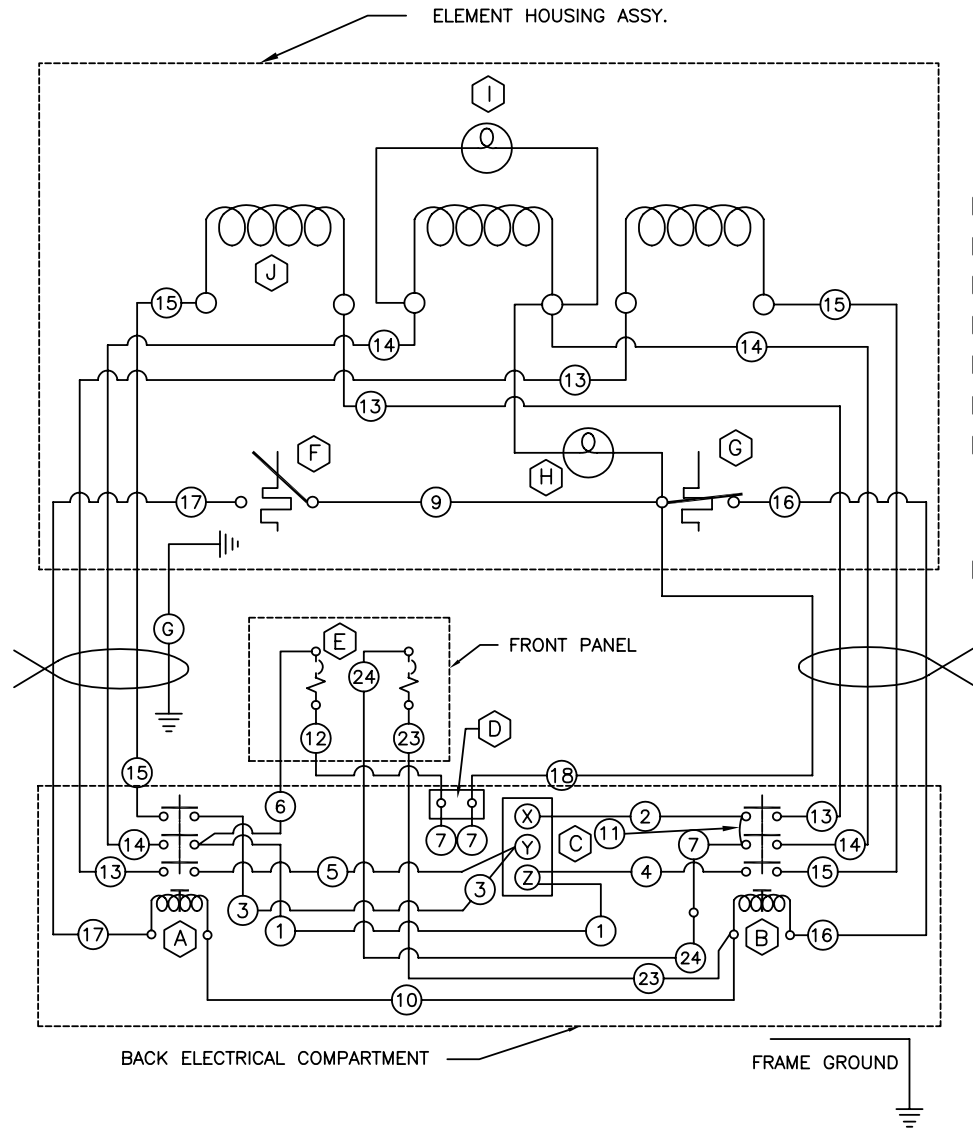 ELEMENT HOUSING ASSY.
I
J
15
15
14
14
13
13
F
G
H
17
9
16
G
E
FRONT PANEL
24
12
23
D
18
15
6
X
2
13
7
7
Y
C
11
7
14
14
13
5
Z
4
15
3
3
1
1
17
A
B
16
24
23
10
BACK ELECTRICAL COMPARTMENT
FRAME GROUND